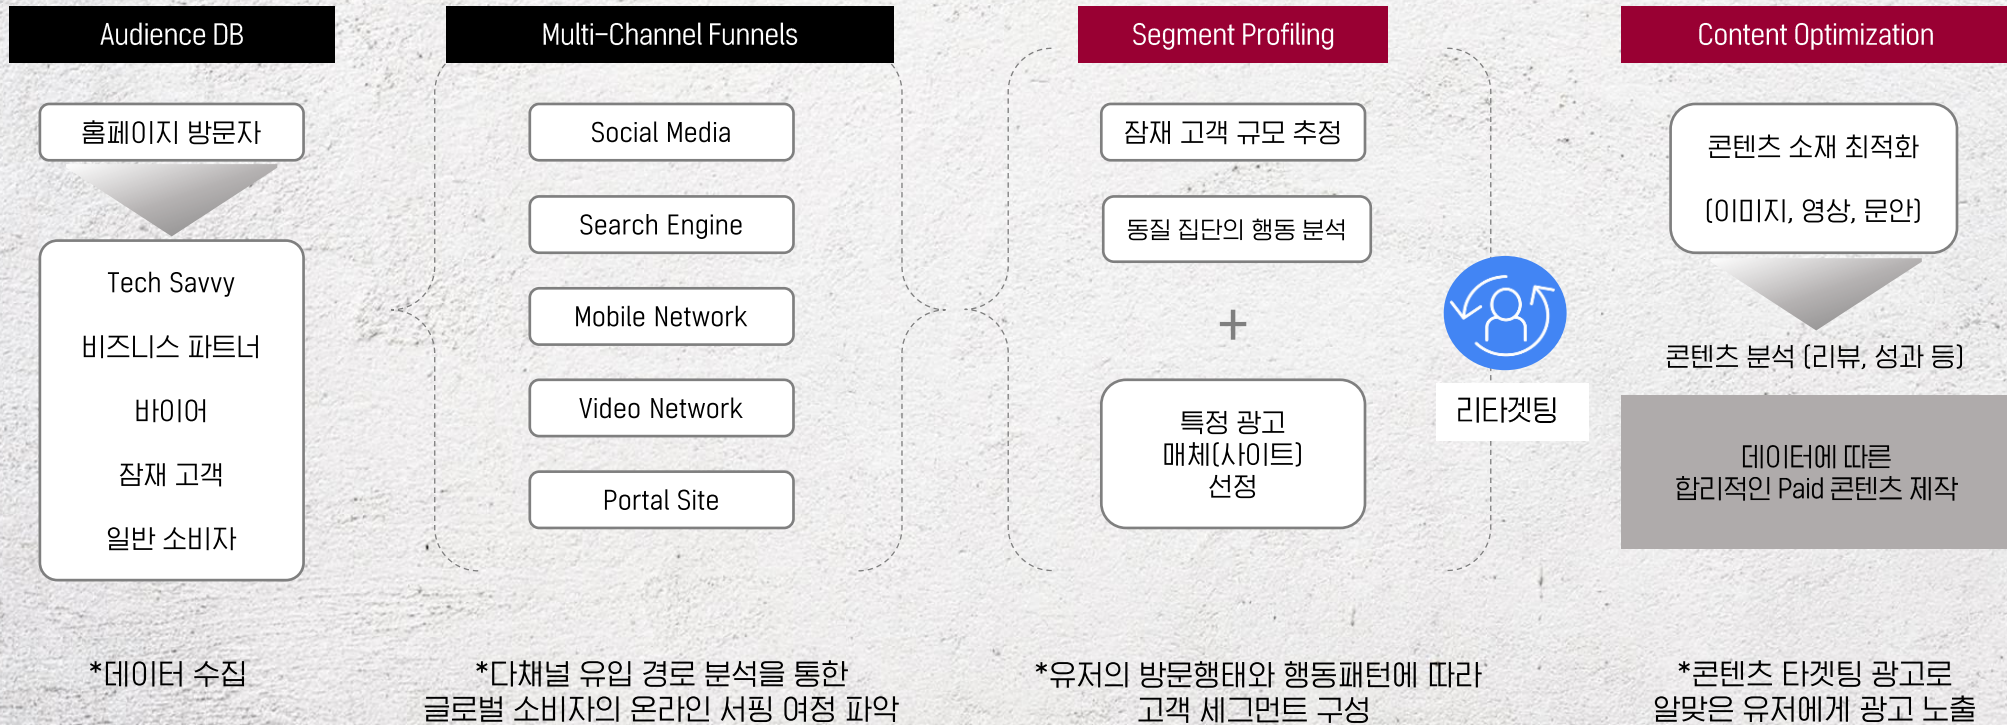 Audience DB
홈페이지 방문자
Tech Savvy
비즈니스 파트너
바이어
잠재 고객
일반 소비자
*데이터 수집
Multi-Channel Funnels
Social Media
Search Engine
Mobile Network
Video Network
Portal Site
*다채널 유입 경로 분석을 통한
글로벌 소비자의 온라인 서핑 여정 파악
Segment Profiling
잠재 고객 규모 추정
동질 집단의 행동 분석
+
특정 광고
매체(사이트)
선정
*유저의 방문행태와 행동패턴에 따라
고객 세그먼트 구성
리타겟팅
Content Optimization
콘텐츠 소재 최적화
(이미지, 영상, 문안)
콘텐츠 분석 (리뷰, 성과 등)
데이터에 따른
합리적인 Paid 콘텐츠 제작
*콘텐츠 타겟팅 광고로
알맞은 유저에게 광고 노출